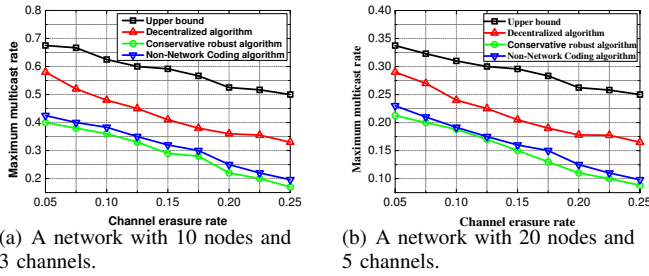 0.8
0.7
0.6
0.5
0.4
0.3
0.2
Maximum multicast rate
Upper bound
Decentralized algorithm
Conservative robust algorithm
Non-Network Coding algorithm
0.05
0.10
0.15
0.20
0.25
Channel erasure rate
(a) A network with 10 nodes and
3 channels.
0.40
0.35
0.30
0.25
0.20
0.15
0.10
Maximum multicast rate
Upper bound
Decentralized algorithm
Conservative robust algorithm
Non-Network Coding algorithm
0.05
0.10
0.15
0.20
0.25
Channel erasure rate
(b) A network with 20 nodes and
5 channels.